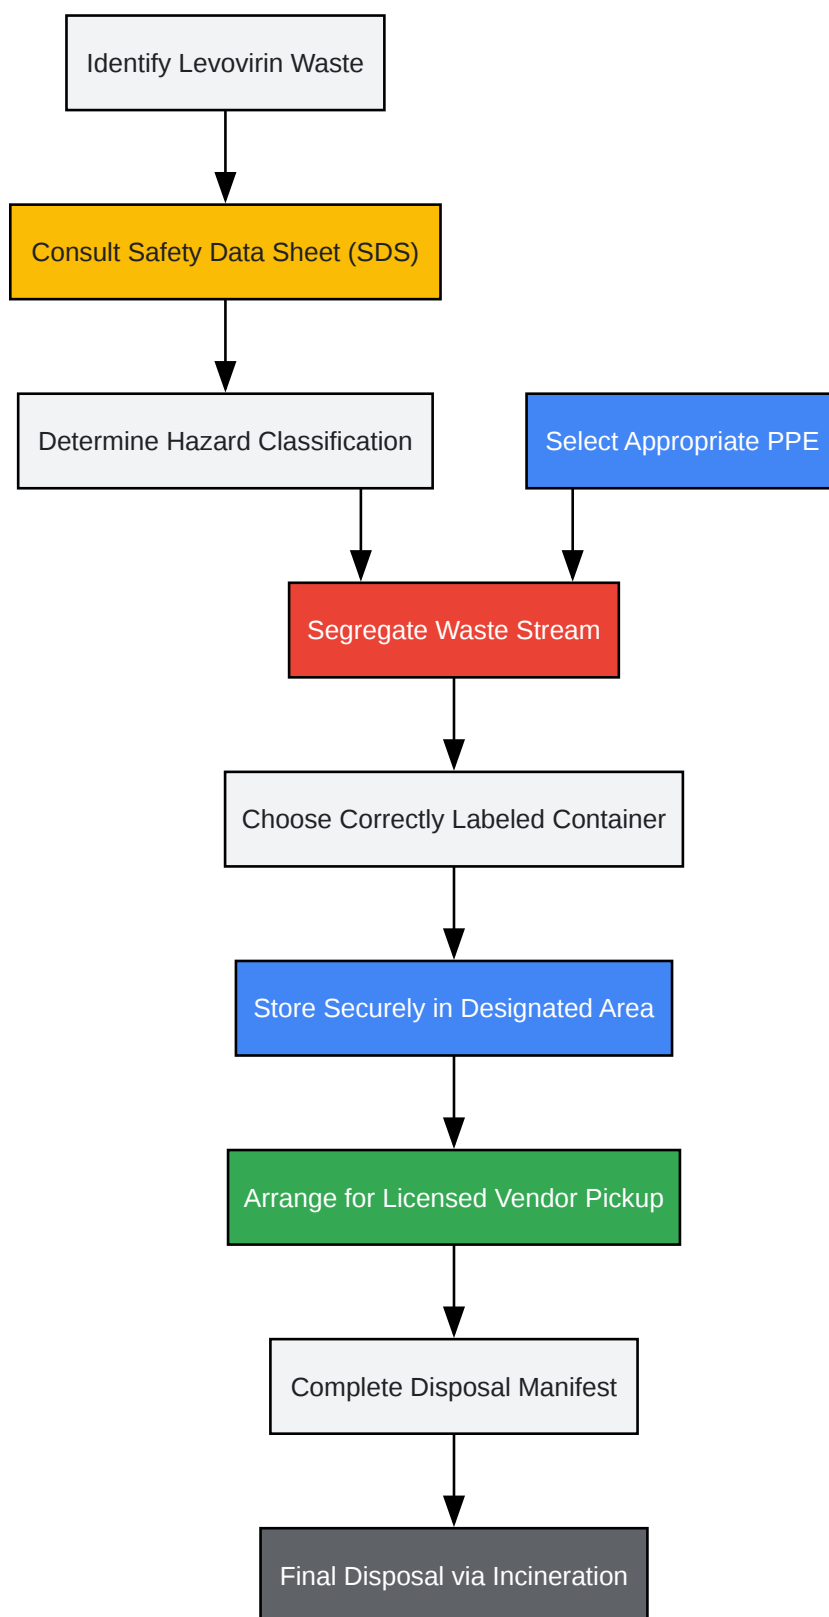 Identify Levovirin Waste
Consult Safety Data Sheet (SDS)
Determine Hazard Classification
Select Appropriate PPE
Segregate Waste Stream
Choose Correctly Labeled Container
Store Securely in Designated Area
Arrange for Licensed Vendor Pickup
Complete Disposal Manifest
Final Disposal via Incineration